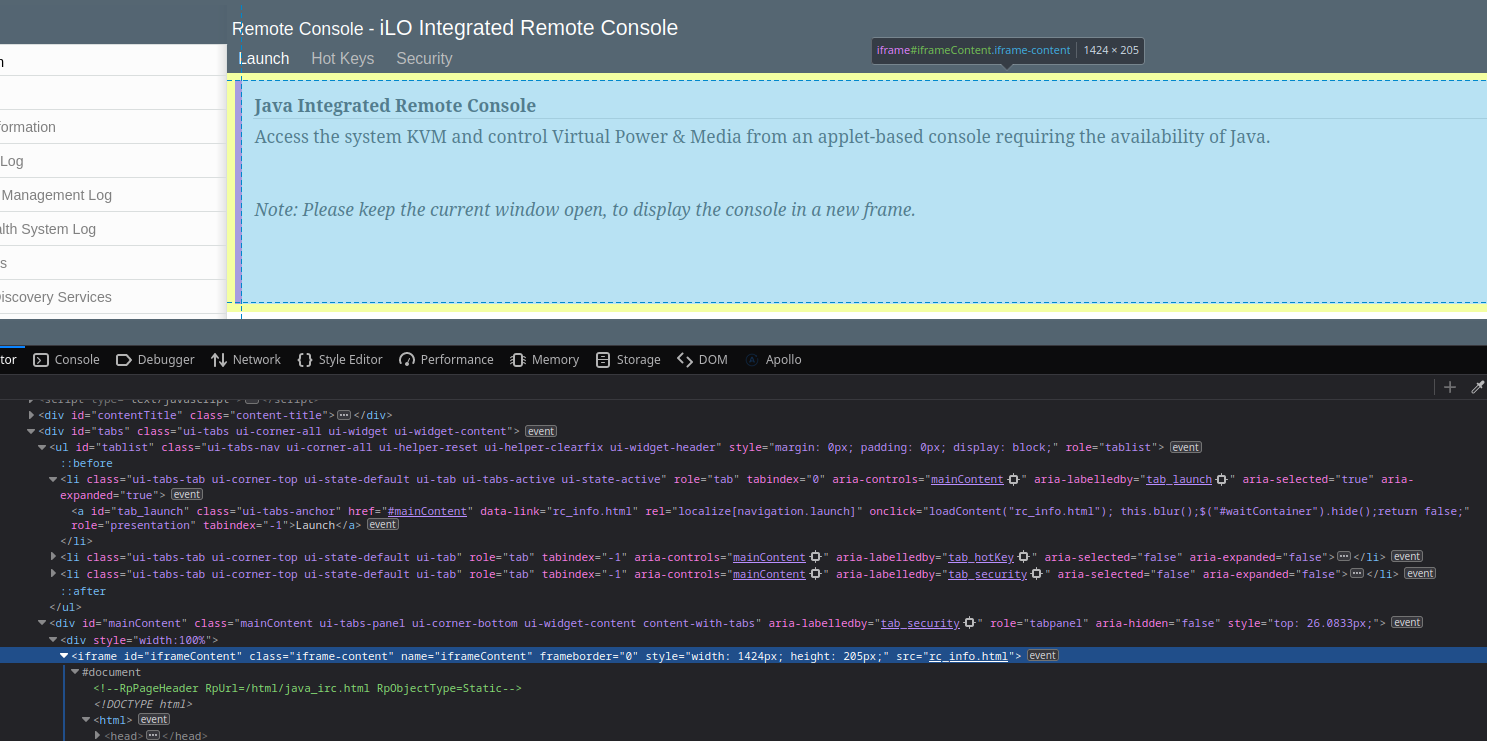 Remote Console - iLO Integrated Remote Console
Launch Hot Keys Security
iframe#iframeContent.iframe-content 1424 × 205
n
formation
Log
Management Log
alth System Log
s
Discovery Services
Java Integrated Remote Console
Access the system KVM and control Virtual Power & Media from an applet-based console requiring the availability of Java.
Note: Please keep the current window open, to display the console in a new frame.
tor Console Debugger Network Style Editor Performance Memory Storage DOM Apollo
<script type="text/javascript"></script>
<div id="contentTitle" class="content-title"></div>
<div id="tabs" class="ui-tabs ui-corner-all ui-widget ui-widget-content"> event
<ul id="tablist" class="ui-tabs-nav ui-corner-all ui-helper-reset ui-helper-clearfix ui-widget-header" style="margin: 0px; padding: 0px; display: block;" role="tablist"> event
::before
<li class="ui-tabs-tab ui-corner-top ui-state-default ui-tab ui-tabs-active ui-state-active" role="tab" tabindex="0" aria-controls="mainContent" aria-labelledby="tab_launch" aria-selected="true" aria-
expanded="true"> event
<a id="tab_launch" class="ui-tabs-anchor" href="#mainContent" data-link="rc_info.html" rel="localize[navigation.launch]" onclick="loadContent("rc_info.html"); this.blur();$("#waitContainer").hide();return false;"
role="presentation" tabindex="-1">Launch</a> event
</li>
<li class="ui-tabs-tab ui-corner-top ui-state-default ui-tab" role="tab" tabindex="-1" aria-controls="mainContent" aria-labelledby="tab_hotKey" aria-selected="false" aria-expanded="false"></li> event
<li class="ui-tabs-tab ui-corner-top ui-state-default ui-tab" role="tab" tabindex="-1" aria-controls="mainContent" aria-labelledby="tab_security" aria-selected="false" aria-expanded="false"></li> event
::after
</ul>
<div id="mainContent" class="mainContent ui-tabs-panel ui-corner-bottom ui-widget-content content-with-tabs" aria-labelledby="tab_security" role="tabpanel" aria-hidden="false" style="top: 26.0833px;"> event
<div style="width:100%">
<iframe id="iframeContent" class="iframe-content" name="iframeContent" frameborder="0" style="width: 1424px; height: 205px;" src="rc_info.html"> event
#document
<!--RpPageHeader RpUrl=/html/java_irc.html RpObjectType=Static-->
<!DOCTYPE html>
<html> event
<head></head>